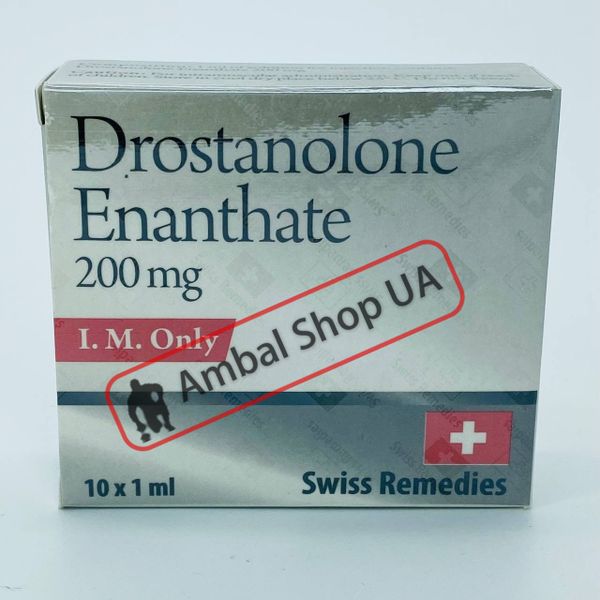 Drostanolone
Enanthate
200 mg
I. M. Only
Ambal Shop UA
10 x 1 ml
Swiss Remedies